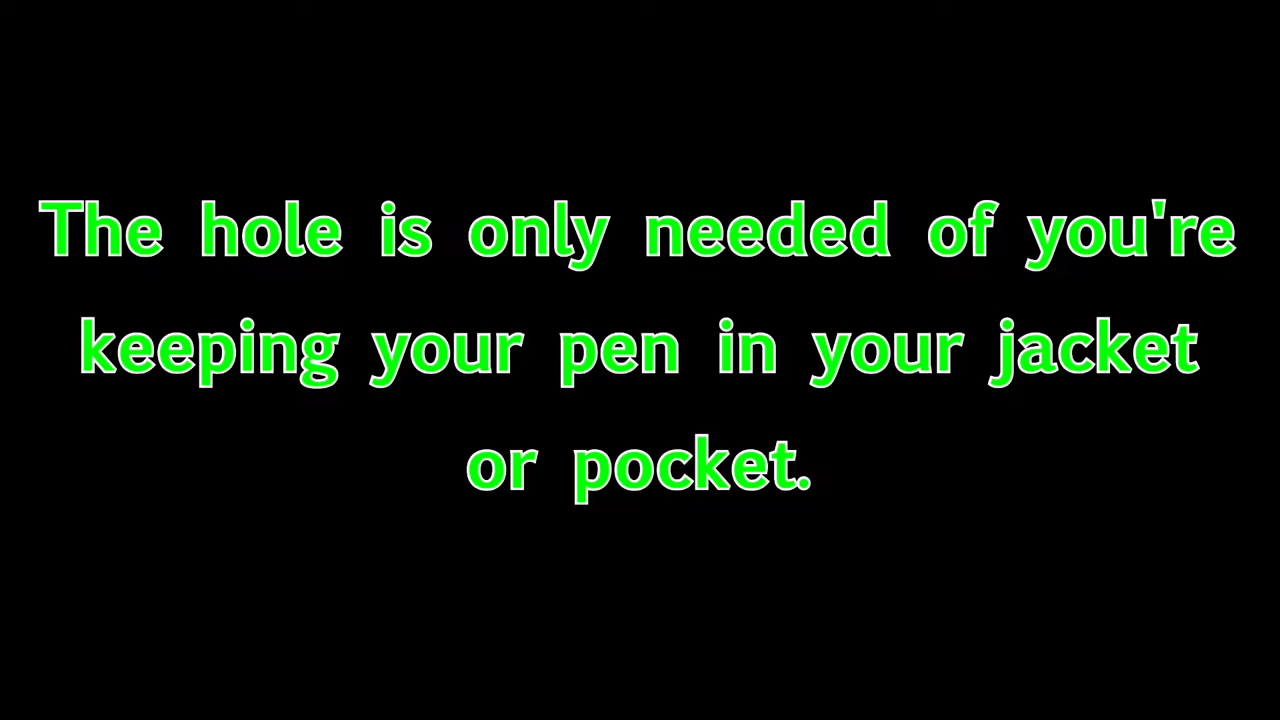 The hole is only needed of you're
keeping your pen in your jacket
or pocket.